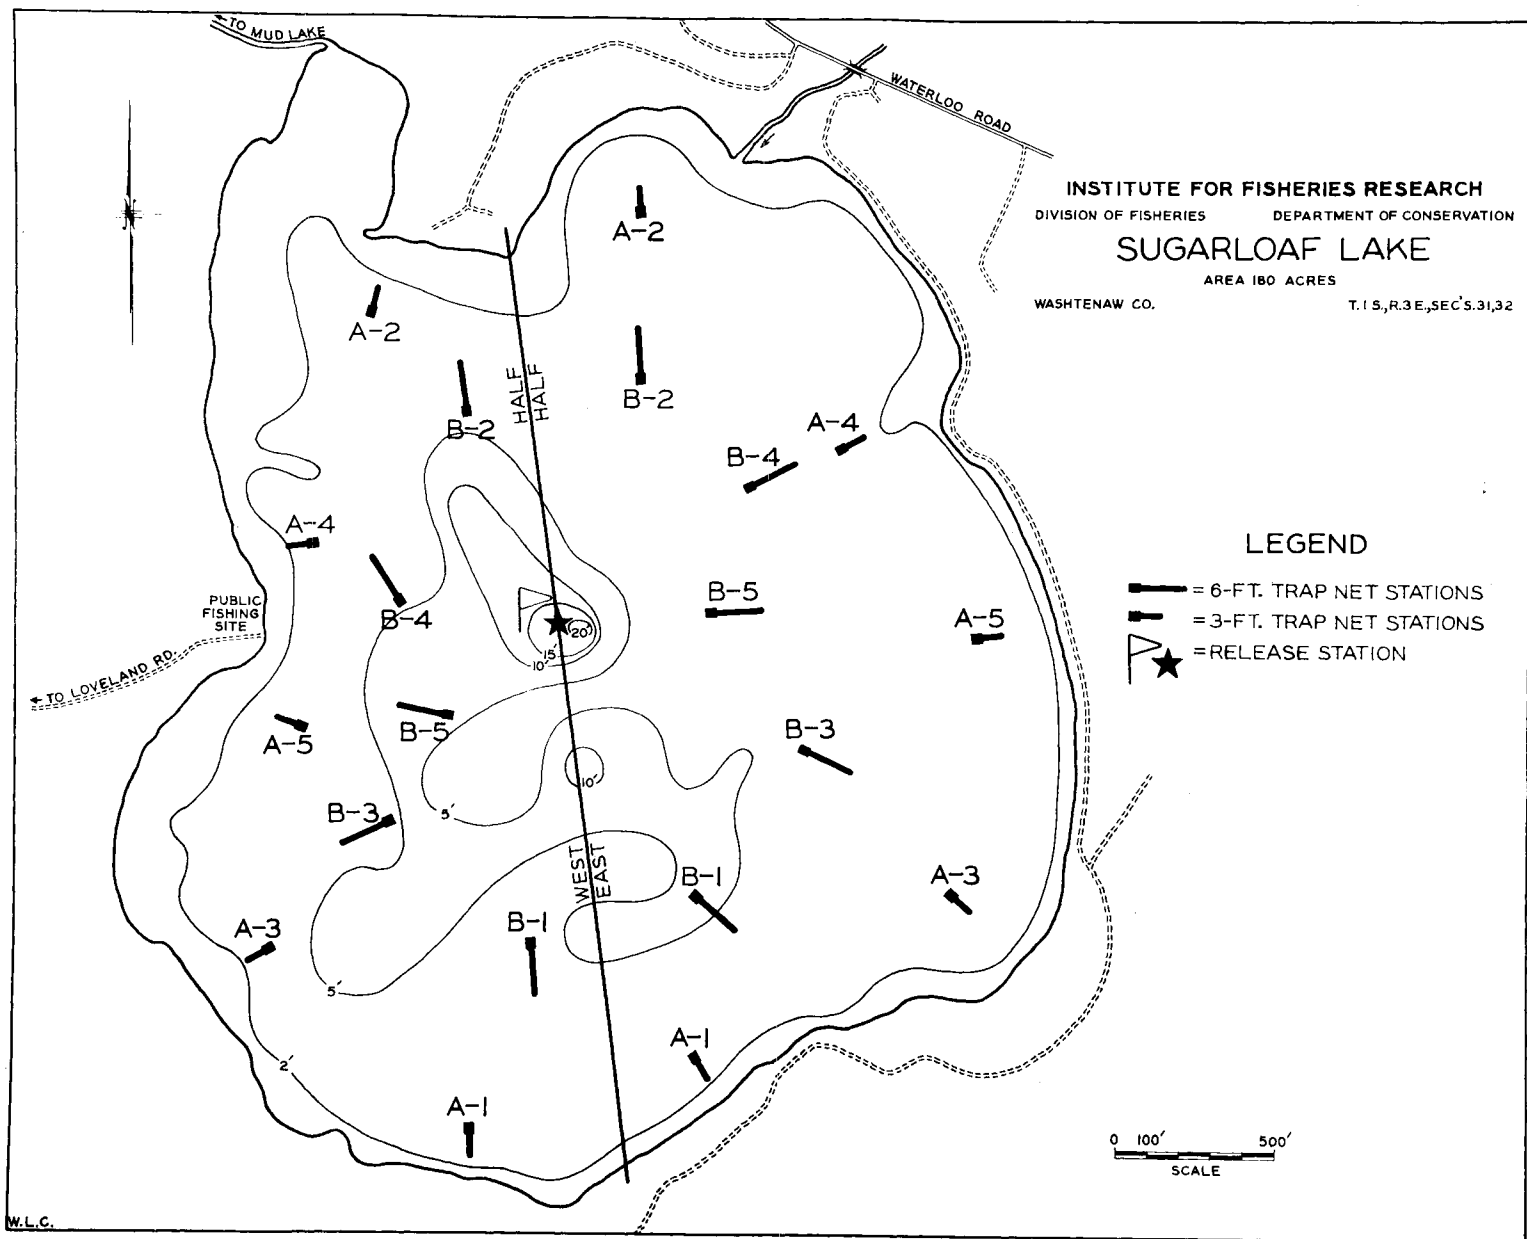 ← TO MUD LAKE
WATERLOO ROAD
N
INSTITUTE FOR FISHERIES RESEARCH
DIVISION OF FISHERIES DEPARTMENT OF CONSERVATION
SUGARLOAF LAKE
AREA 180 ACRES
WASHTENAW CO. T.1 S.,R.3 E.,SEC'S.31,32
A-2
A-2
B-2
B-2
HALF
HALF
A-4
B-4
A-4
B-4
B-5
A-5
PUBLIC
FISHING
SITE
← TO LOVELAND RD.
20'
15'
10'
A-5
B-5
B-3
10'
5'
B-3
WEST
EAST
B-1
A-3
A-3
B-1
5'
A-1
2'
A-1
LEGEND
= 6-FT. TRAP NET STATIONS
= 3-FT. TRAP NET STATIONS
= RELEASE STATION
0 100' 500'
SCALE
W.L.C.